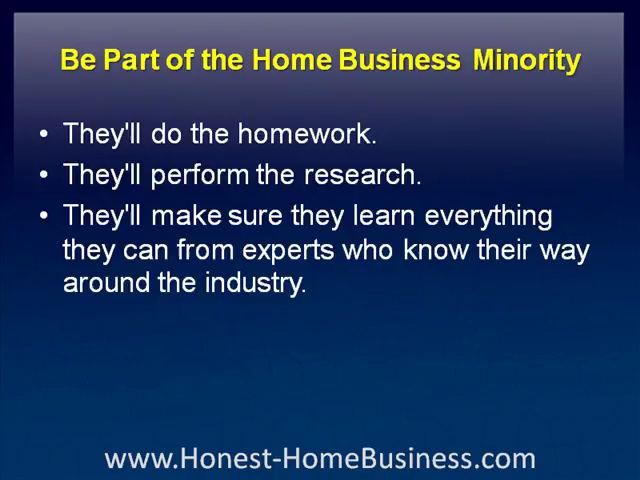 Be Part of the Home Business Minority
• They'll do the homework.
• They'll perform the research.
• They'll make sure they learn everything
they can from experts who know their way
around the industry.
www.Honest-HomeBusiness.com